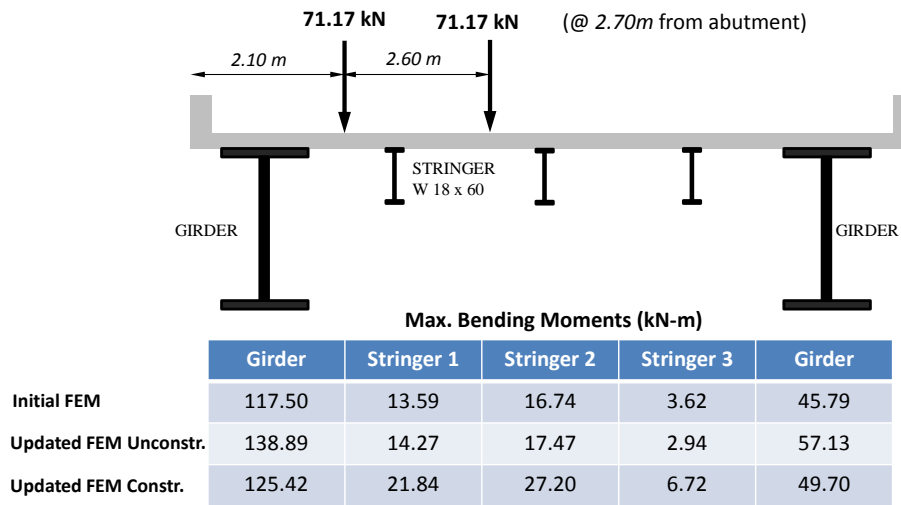 71.17 kN 71.17 kN (@ 2.70m from abutment)
2.10 m 2.60 m
STRINGER
W 18 x 60
GIRDER GIRDER
Max. Bending Moments (kN-m)
Girder Stringer 1 Stringer 2 Stringer 3 Girder
Initial FEM 117.50 13.59 16.74 3.62 45.79
Updated FEM Unconstr. 138.89 14.27 17.47 2.94 57.13
Updated FEM Constr. 125.42 21.84 27.20 6.72 49.70